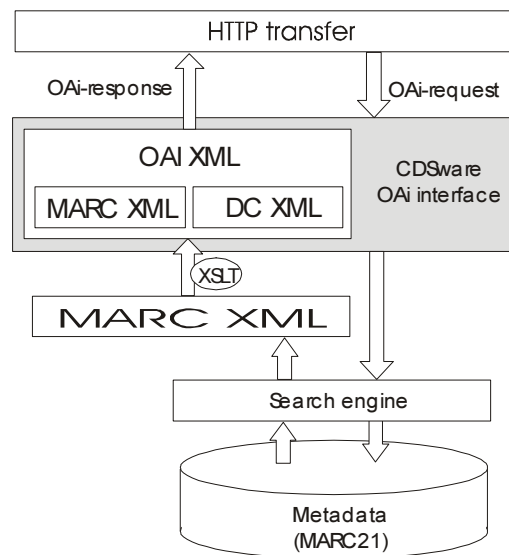 HTTP transfer
OAi-response
OAi-request
OAI XML
MARC XML
DC XML
CDSware
OAi interface
XSLT
MARC XML
Search engine
Metadata
(MARC21)